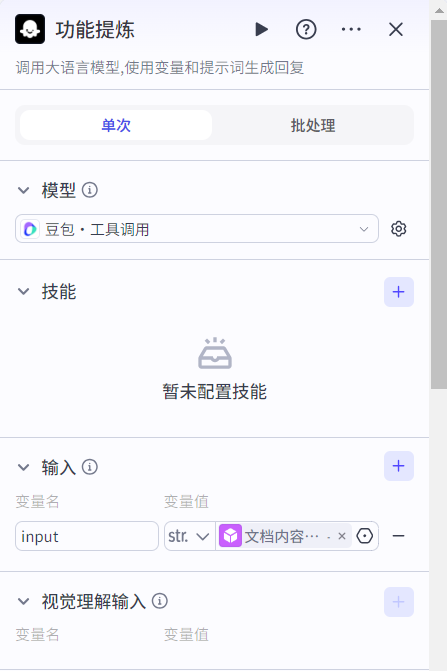 功能提炼
调用大语言模型,使用变量和提示词生成回复
单次 批处理
模型
豆包·工具调用
技能
暂未配置技能
输入
变量名 变量值
input str. 文档内容… -
视觉理解输入
变量名 变量值